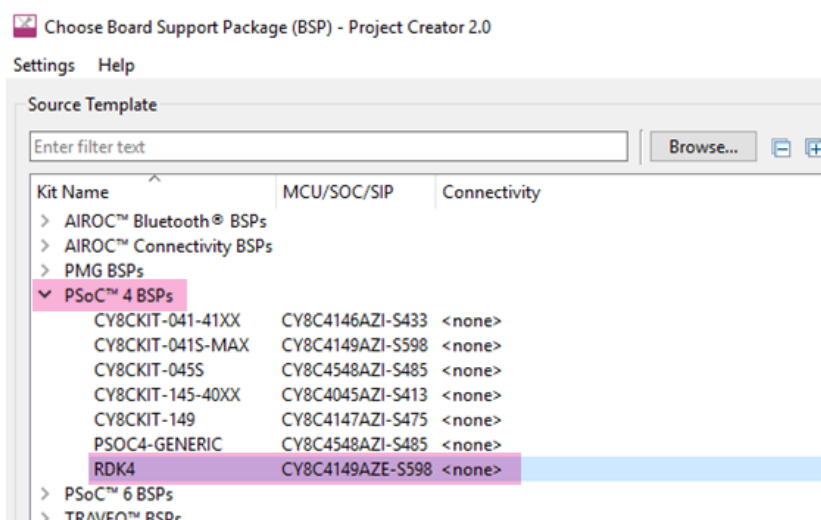 Choose Board Support Package (BSP) - Project Creator 2.0
Settings Help
Source Template
Enter filter text
Browse...
Kit Name MCU/SOC/SIP Connectivity
AIROC™ Bluetooth® BSPs
AIROC™ Connectivity BSPs
PMG BSPs
PSoC™ 4 BSPs
CY8CKIT-041-41XX CY8C4146AZI-S433 <none>
CY8CKIT-041S-MAX CY8C4149AZI-S598 <none>
CY8CKIT-045S CY8C4548AZI-S485 <none>
CY8CKIT-145-40XX CY8C4045AZI-S413 <none>
CY8CKIT-149 CY8C4147AZI-S475 <none>
PSOC4-GENERIC CY8C4548AZI-S485 <none>
RDK4 CY8C4149AZE-S598 <none>
PSoC™ 6 BSPs
TRAVEO™ BSPs